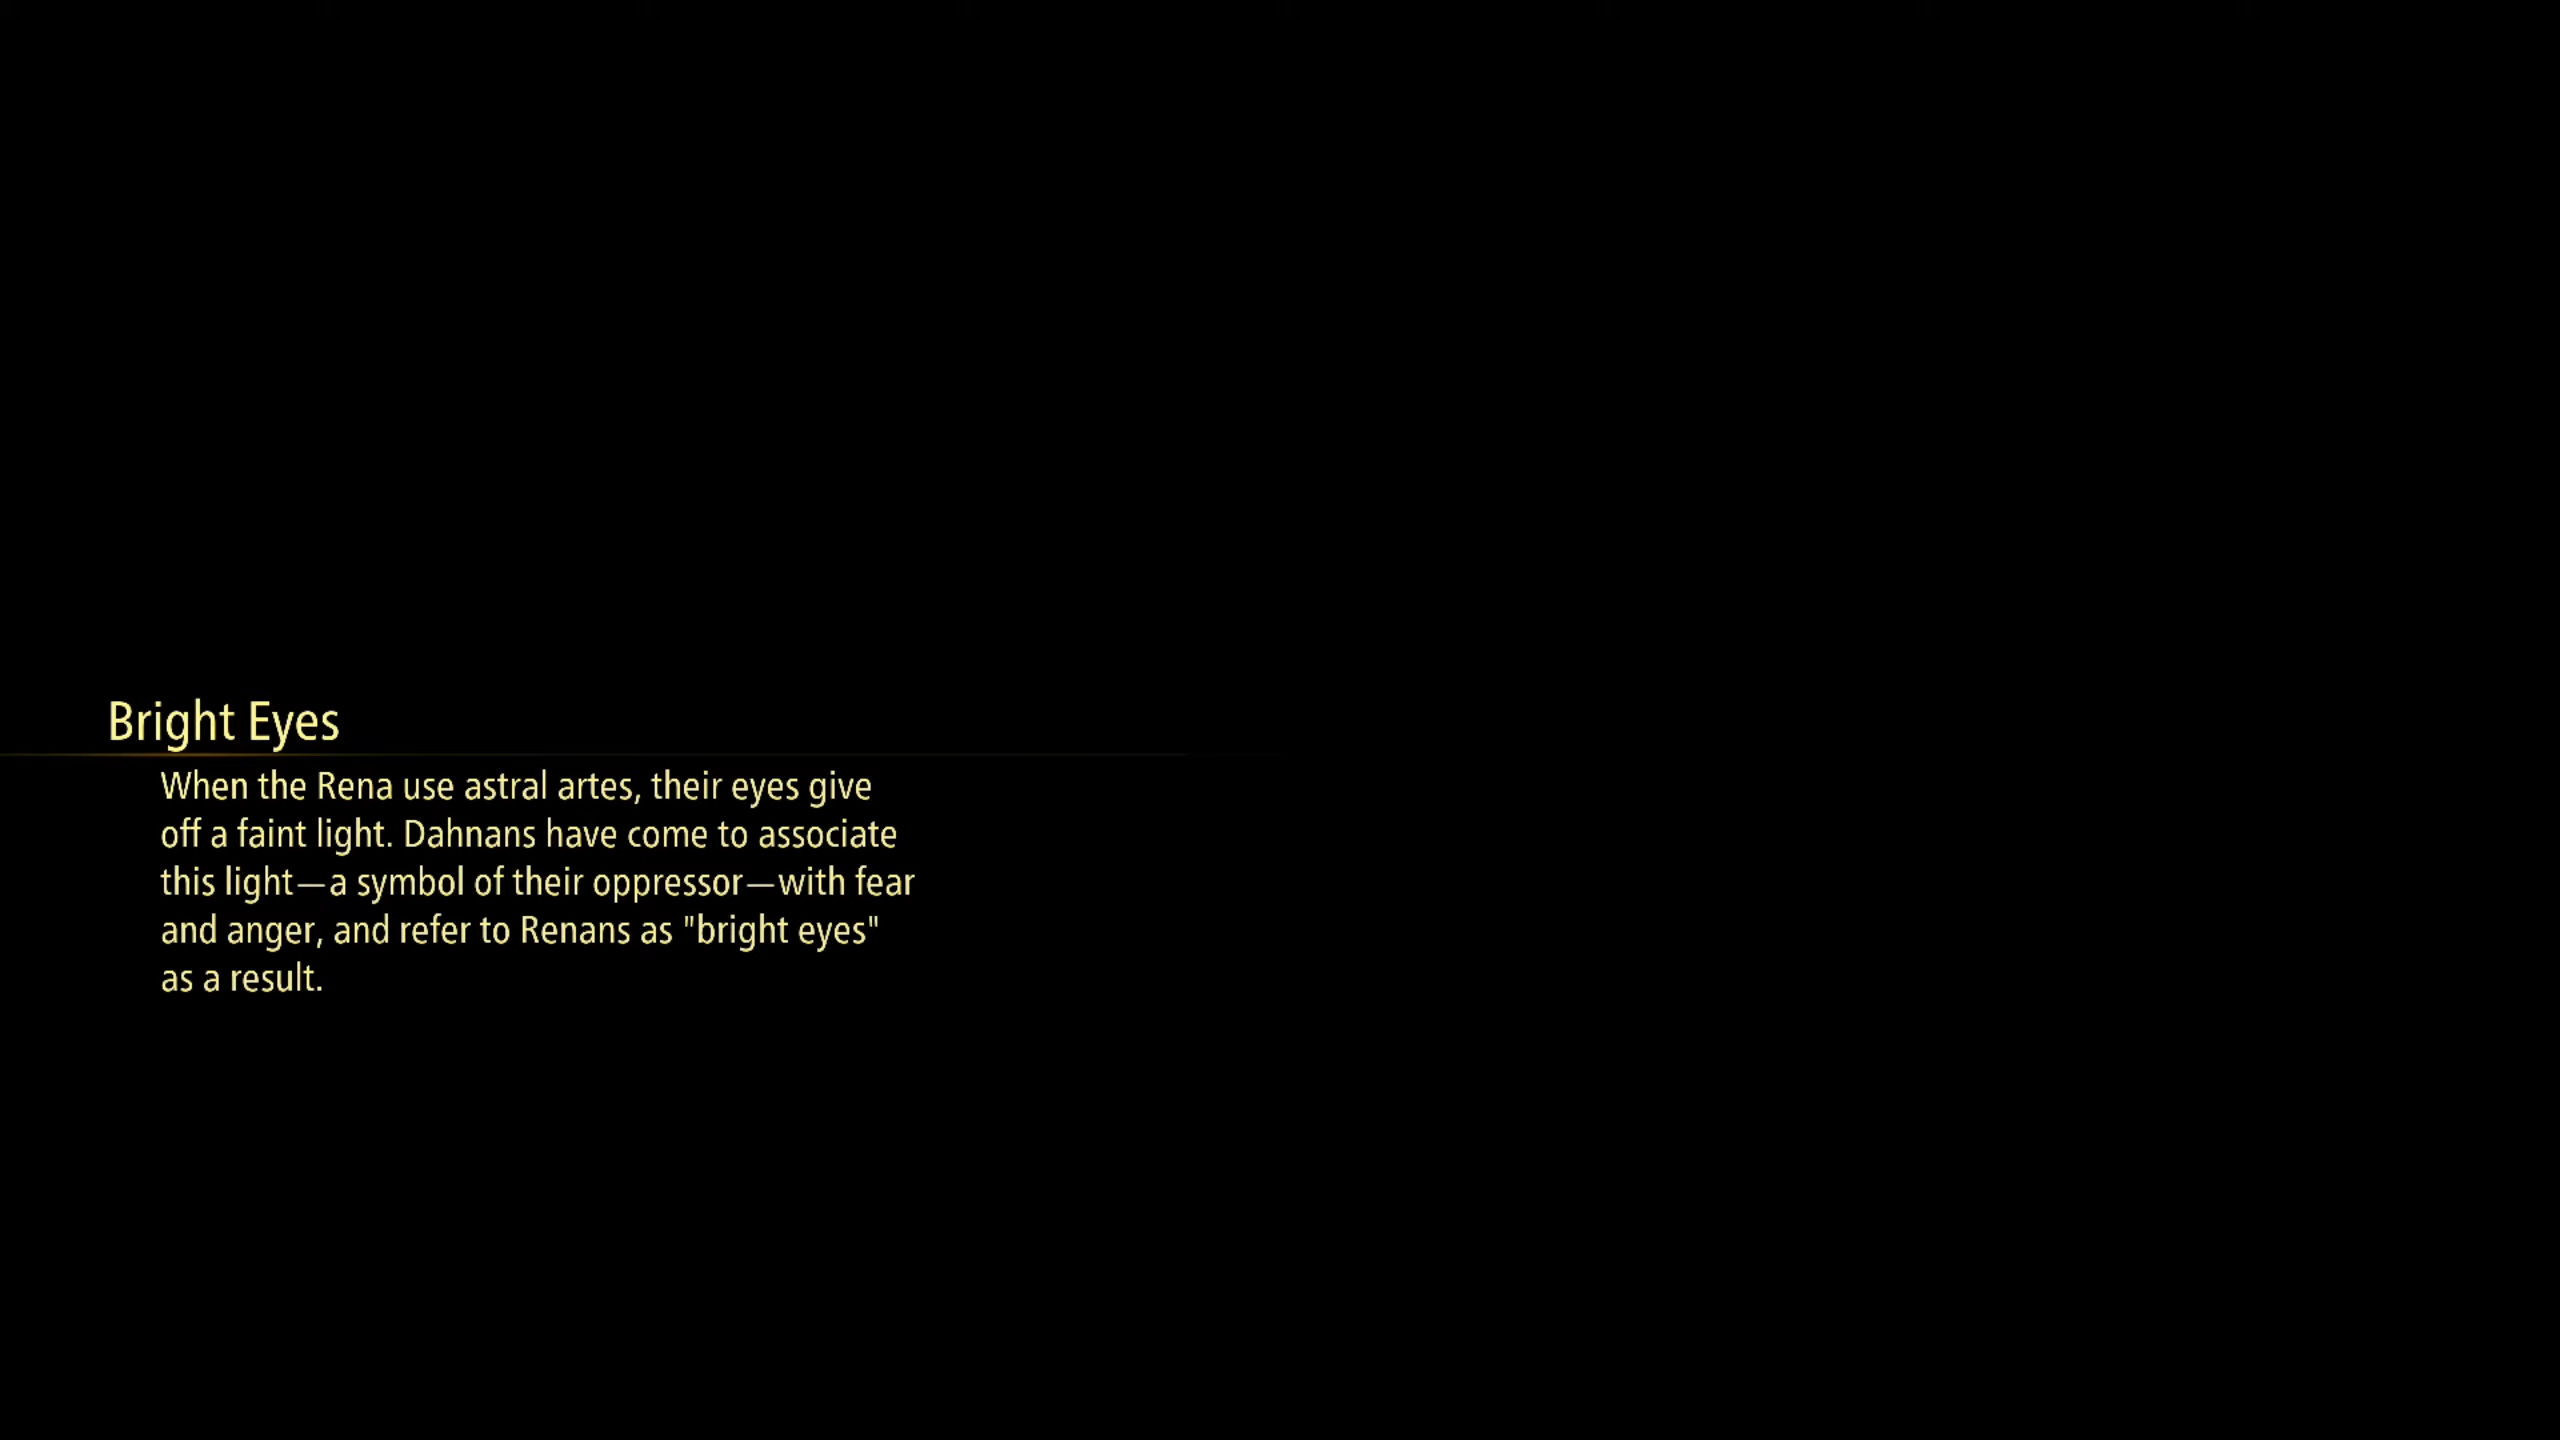 Bright Eyes
When the Rena use astral artes, their eyes give
off a faint light. Dahnans have come to associate
this light—a symbol of their oppressor—with fear
and anger, and refer to Renans as "bright eyes"
as a result.